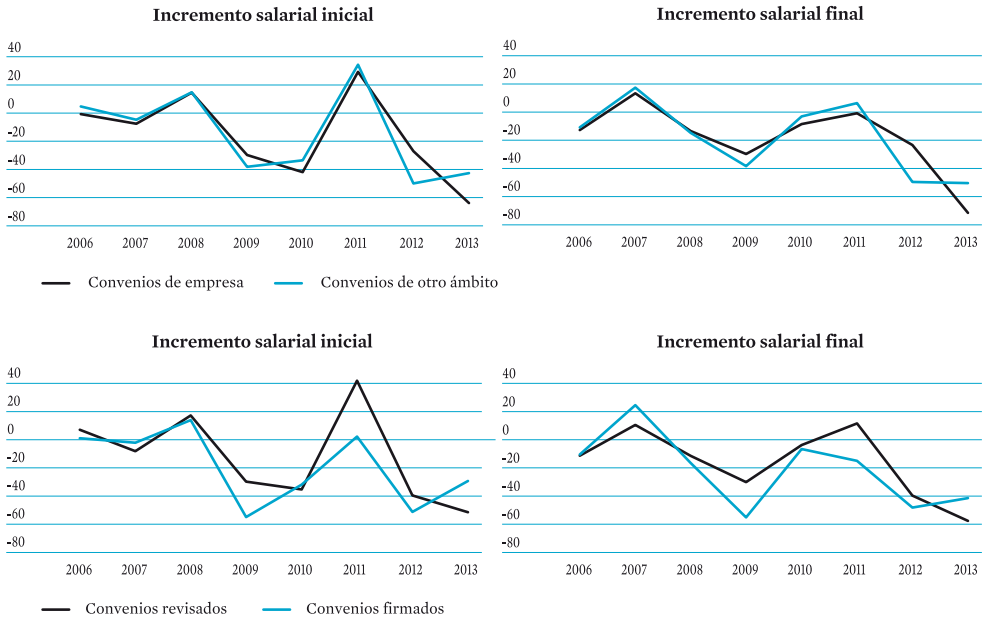 Incremento salarial inicial
40
20
0
-20
-40
-60
-80
2006 2007 2008 2009 2010 2011 2012 2013
Incremento salarial final
40
20
0
-20
-40
-60
-80
2006 2007 2008 2009 2010 2011 2012 2013
Convenios de empresa Convenios de otro ámbito
Incremento salarial inicial
40
20
0
-20
-40
-60
-80
2006 2007 2008 2009 2010 2011 2012 2013
Incremento salarial final
40
20
0
-20
-40
-60
-80
2006 2007 2008 2009 2010 2011 2012 2013
Convenios revisados Convenios firmados